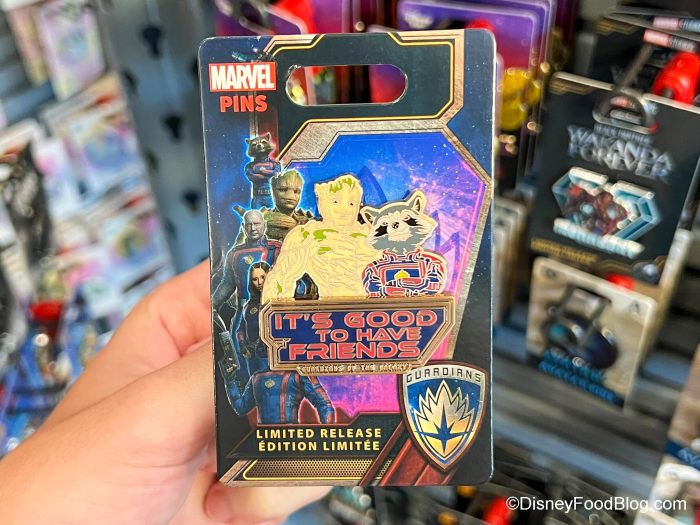 MARVEL
PINS
IT'S GOOD
TO HAVE
FRIENDS
GUARDIANS OF THE GALAXY
GUARDIANS
LIMITED RELEASE
ÉDITION LIMITÉE
WAKANDA
FOREVER
©DisneyFoodBlog.com